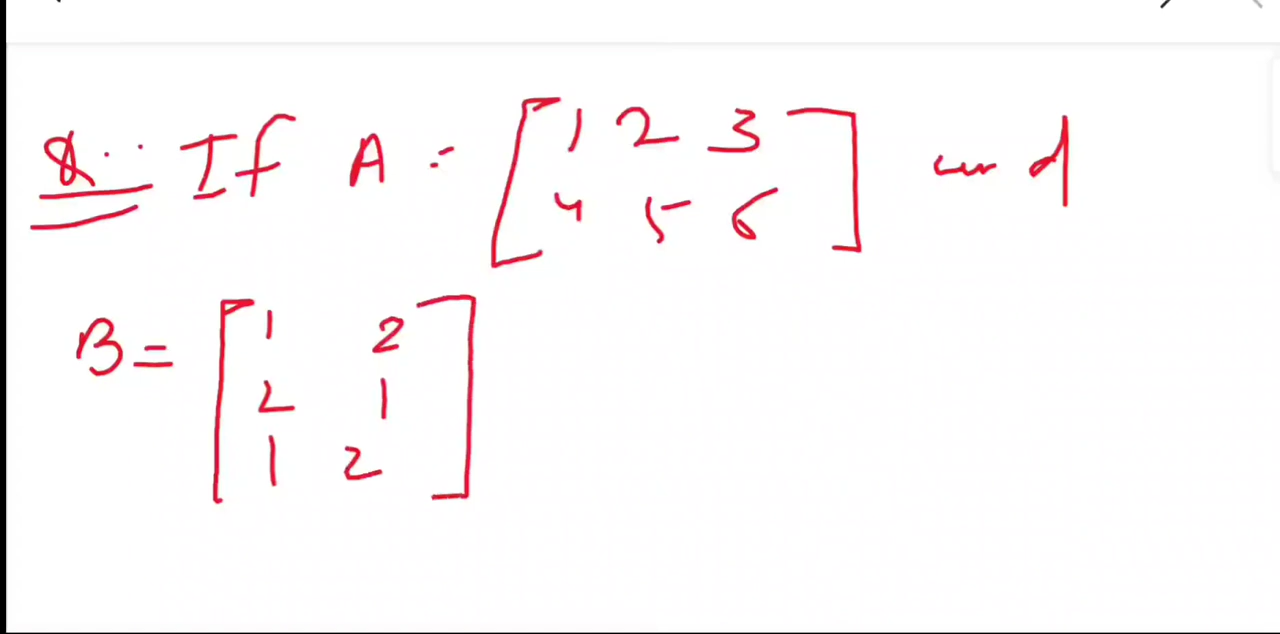 Q.. If A = [1 2 3 and
4 5 6]
B = [1 2
2 1
1 2]